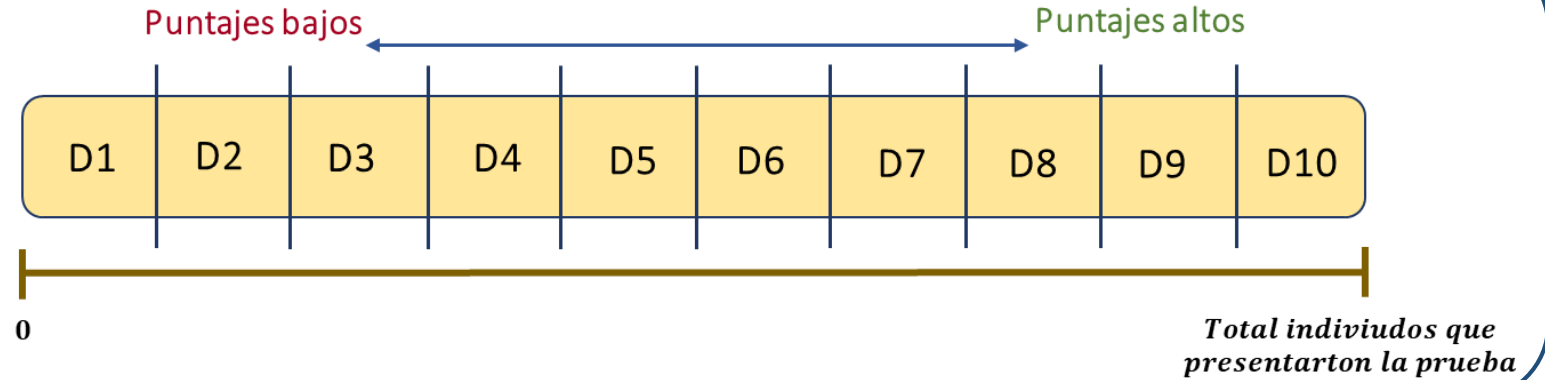 Puntajes bajos
Puntajes altos
D1 D2 D3 D4 D5 D6 D7 D8 D9 D10
0
Total indiviudos que
presentarton la prueba